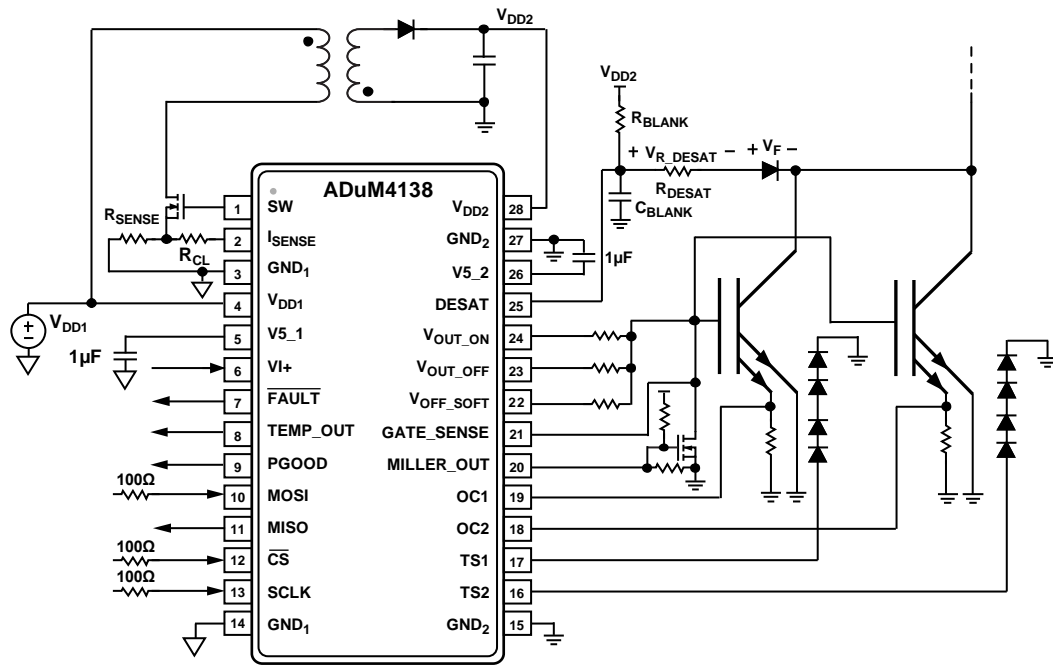 VDD2
VDD2
RBLANK
+ VR_DESAT −
+ VF −
RDESAT
CBLANK
ADuM4138
RSENSE
RCL
VDD1
1µF
1µF
1 SW
2 ISENSE
3 GND1
4 VDD1
5 V5_1
6 VI+
7 FAULT
8 TEMP_OUT
9 PGOOD
100Ω
10 MOSI
11 MISO
100Ω
12 CS
100Ω
13 SCLK
14 GND1
VDD2 28
GND2 27
V5_2 26
DESAT 25
VOUT_ON 24
VOUT_OFF 23
VOFF_SOFT 22
GATE_SENSE 21
MILLER_OUT 20
OC1 19
OC2 18
TS1 17
TS2 16
GND2 15